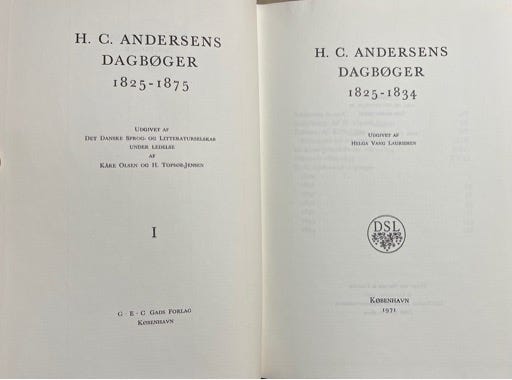 H. C. ANDERSENS
DAGBØGER
1825-1875
UDGIVET AF
DET DANSKE SPROG- OG LITTERATURSELSKAB
UNDER LEDELSE
AF
KÅRE OLSEN OG H. TOPSØE-JENSEN
I
G · E · C GADS FORLAG
KØBENHAVN
H. C. ANDERSENS
DAGBØGER
1825-1834
UDGIVET AF
HELGA VANG LAURIDSEN
DSL
KØBENHAVN
1971